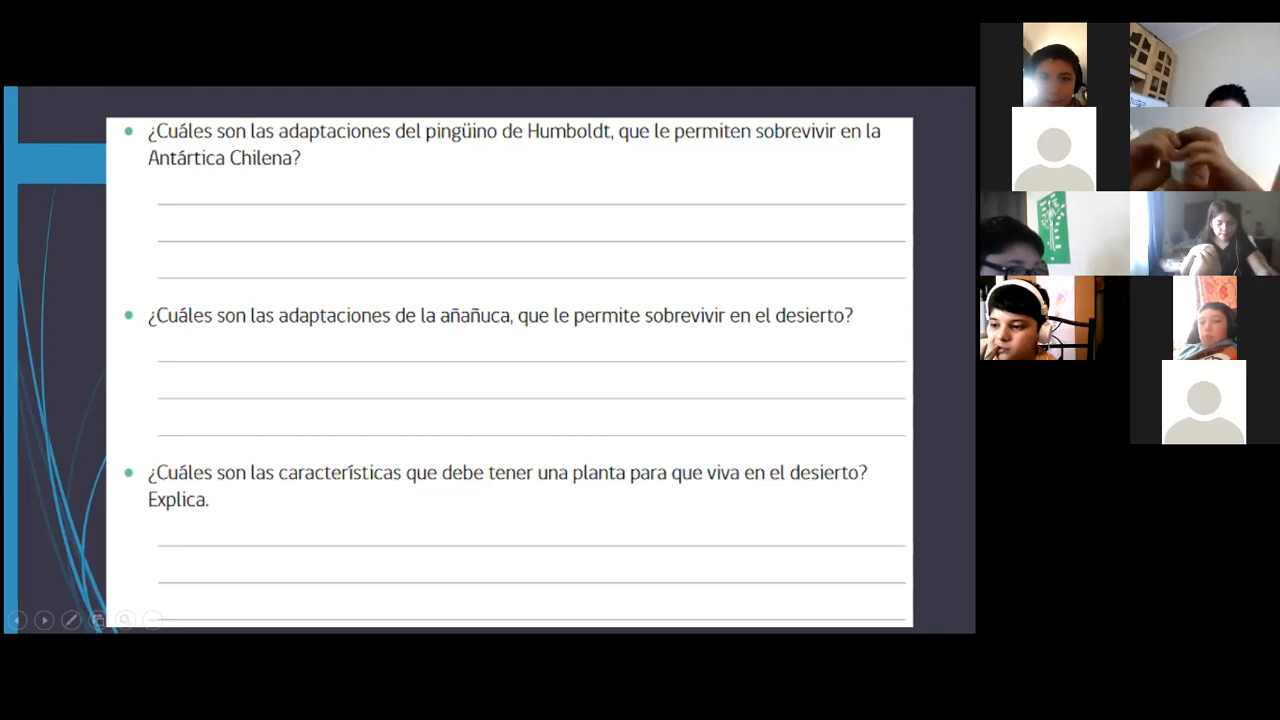 ¿Cuáles son las adaptaciones del pingüino de Humboldt, que le permiten sobrevivir en la
Antártica Chilena?
¿Cuáles son las adaptaciones de la añañuca, que le permite sobrevivir en el desierto?
¿Cuáles son las características que debe tener una planta para que viva en el desierto?
Explica.